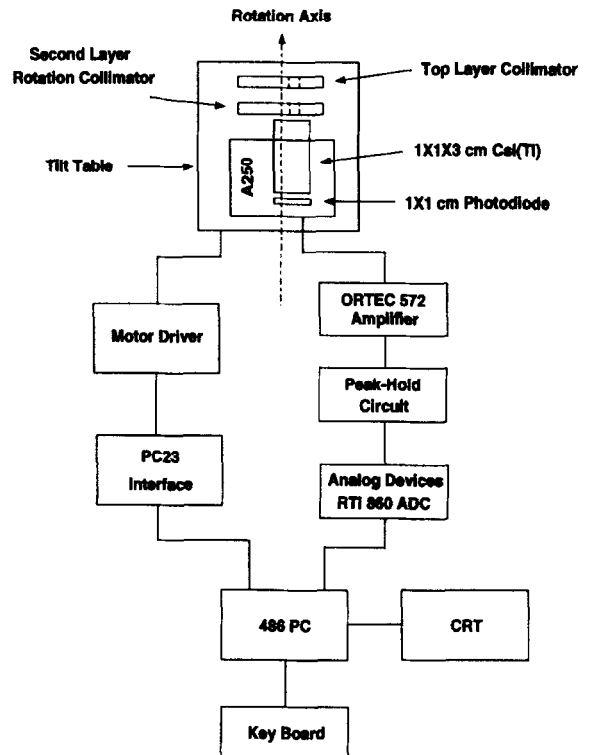 Rotation Axis
Second Layer
Rotation Collimator
Top Layer Collimator
Tilt Table
A250
1X1X3 cm CsI(Tl)
1X1 cm Photodiode
Motor Driver
ORTEC 572
Amplifier
Peak-Hold
Circuit
PC23
Interface
Analog Devices
RTI 860 ADC
486 PC
CRT
Key Board